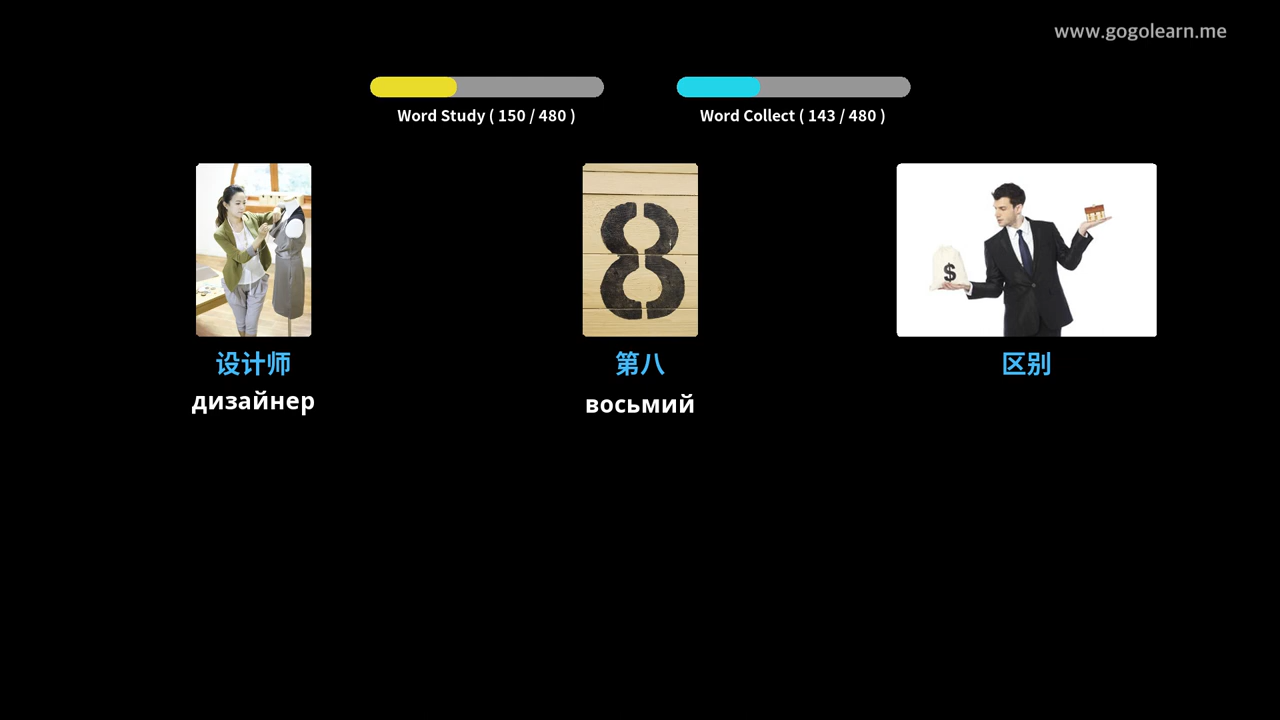 www.gogolearn.me
Word Study ( 150 / 480 )
Word Collect ( 143 / 480 )
8
$
设计师
第八
区别
дизайнер
восьмий